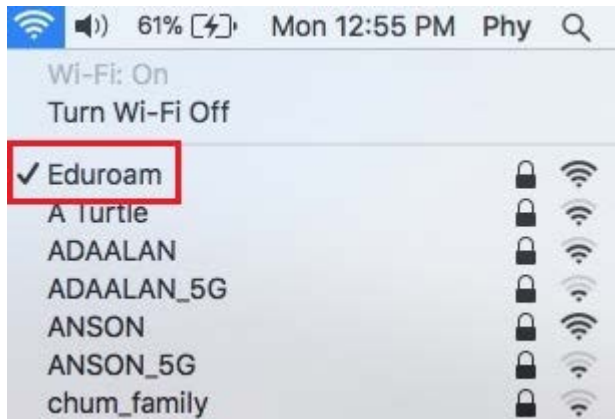 61% Mon 12:55 PM Phy
Wi-Fi: On
Turn Wi-Fi Off
✓ Eduroam
A Turtle
ADAALAN
ADAALAN_5G
ANSON
ANSON_5G
chum_family